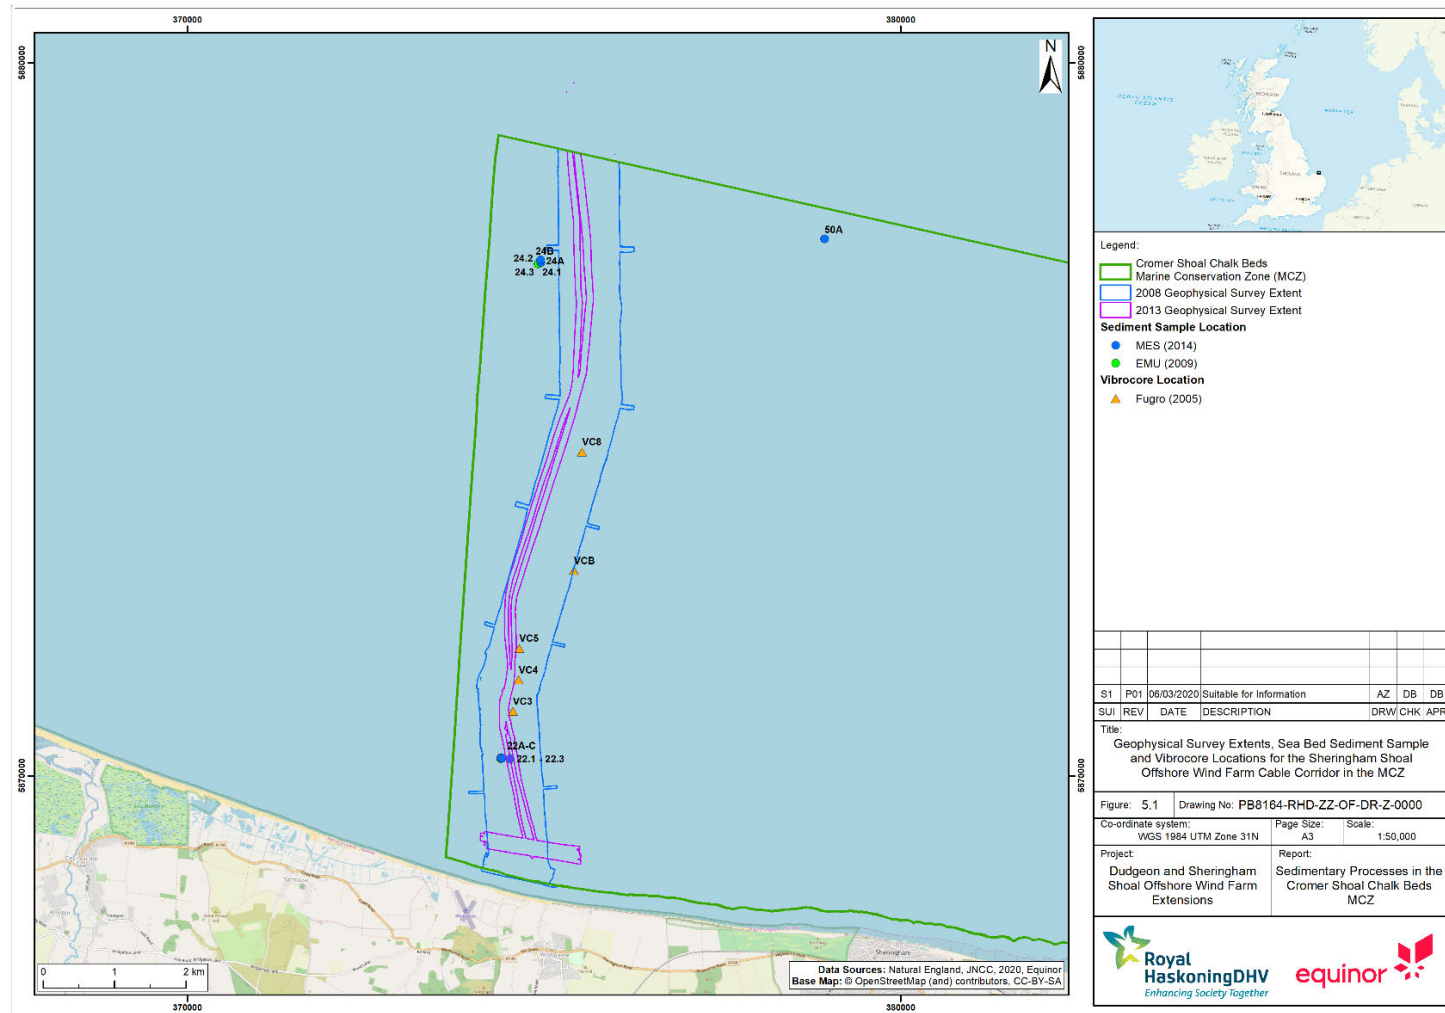 370000
380000
5880000
5880000
N
50A
24B
24.2
24A
24.3
24.1
VC8
VCB
VC5
VC4
VC3
22A-C
22.1 - 22.3
5870000
5870000
0 1 2 km
Data Sources: Natural England, JNCC, 2020, Equinor
Base Map: © OpenStreetMap (and) contributors, CC-BY-SA
370000
380000
Legend:
Cromer Shoal Chalk Beds
Marine Conservation Zone (MCZ)
2008 Geophysical Survey Extent
2013 Geophysical Survey Extent
Sediment Sample Location
MES (2014)
EMU (2009)
Vibrocore Location
Fugro (2005)
S1 P01 06/03/2020 Suitable for Information AZ DB DB
SUI REV DATE DESCRIPTION DRW CHK APR
Title:
Geophysical Survey Extents, Sea Bed Sediment Sample
and Vibrocore Locations for the Sheringham Shoal
Offshore Wind Farm Cable Corridor in the MCZ
Figure: 5.1 Drawing No: PB8164-RHD-ZZ-OF-DR-Z-0000
Co-ordinate system: Page Size: Scale:
WGS 1984 UTM Zone 31N A3 1:50,000
Project: Report:
Dudgeon and Sheringham
Shoal Offshore Wind Farm
Extensions
Sedimentary Processes in the
Cromer Shoal Chalk Beds
MCZ
Royal
HaskoningDHV
Enhancing Society Together
equinor